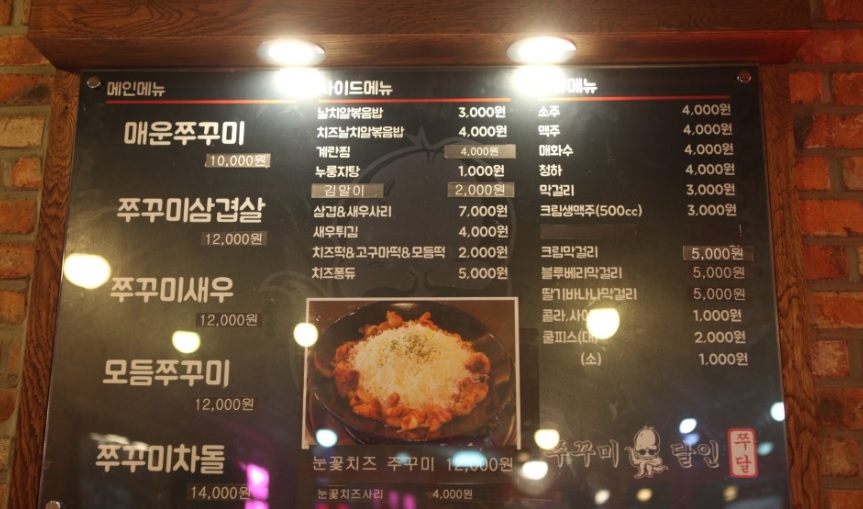 메인메뉴
매운쭈꾸미
10,000원
쭈꾸미삼겹살
12,000원
쭈꾸미새우
12,000원
모듬쭈꾸미
12,000원
쭈꾸미차돌
14,000원
사이드메뉴
날치알볶음밥 3,000원
치즈날치알볶음밥 4,000원
계란찜 4,000원
누룽지탕 1,000원
김말이 2,000원
삼겹&새우사리 7,000원
새우튀김 4,000원
치즈떡&고구마떡&모듬떡 2,000원
치즈퐁듀 5,000원
눈꽃치즈 쭈꾸미 12,000원
눈꽃치즈사리 4,000원
메뉴
소주 4,000원
맥주 4,000원
매화수 4,000원
청하 4,000원
막걸리 3,000원
크림생맥주(500cc) 3,000원
크림막걸리 5,000원
블루베리막걸리 5,000원
딸기바나나막걸리 5,000원
콜라.사이 1,000원
쿨피스(대) 2,000원
(소) 1,000원
쭈꾸미 달인
쭈달